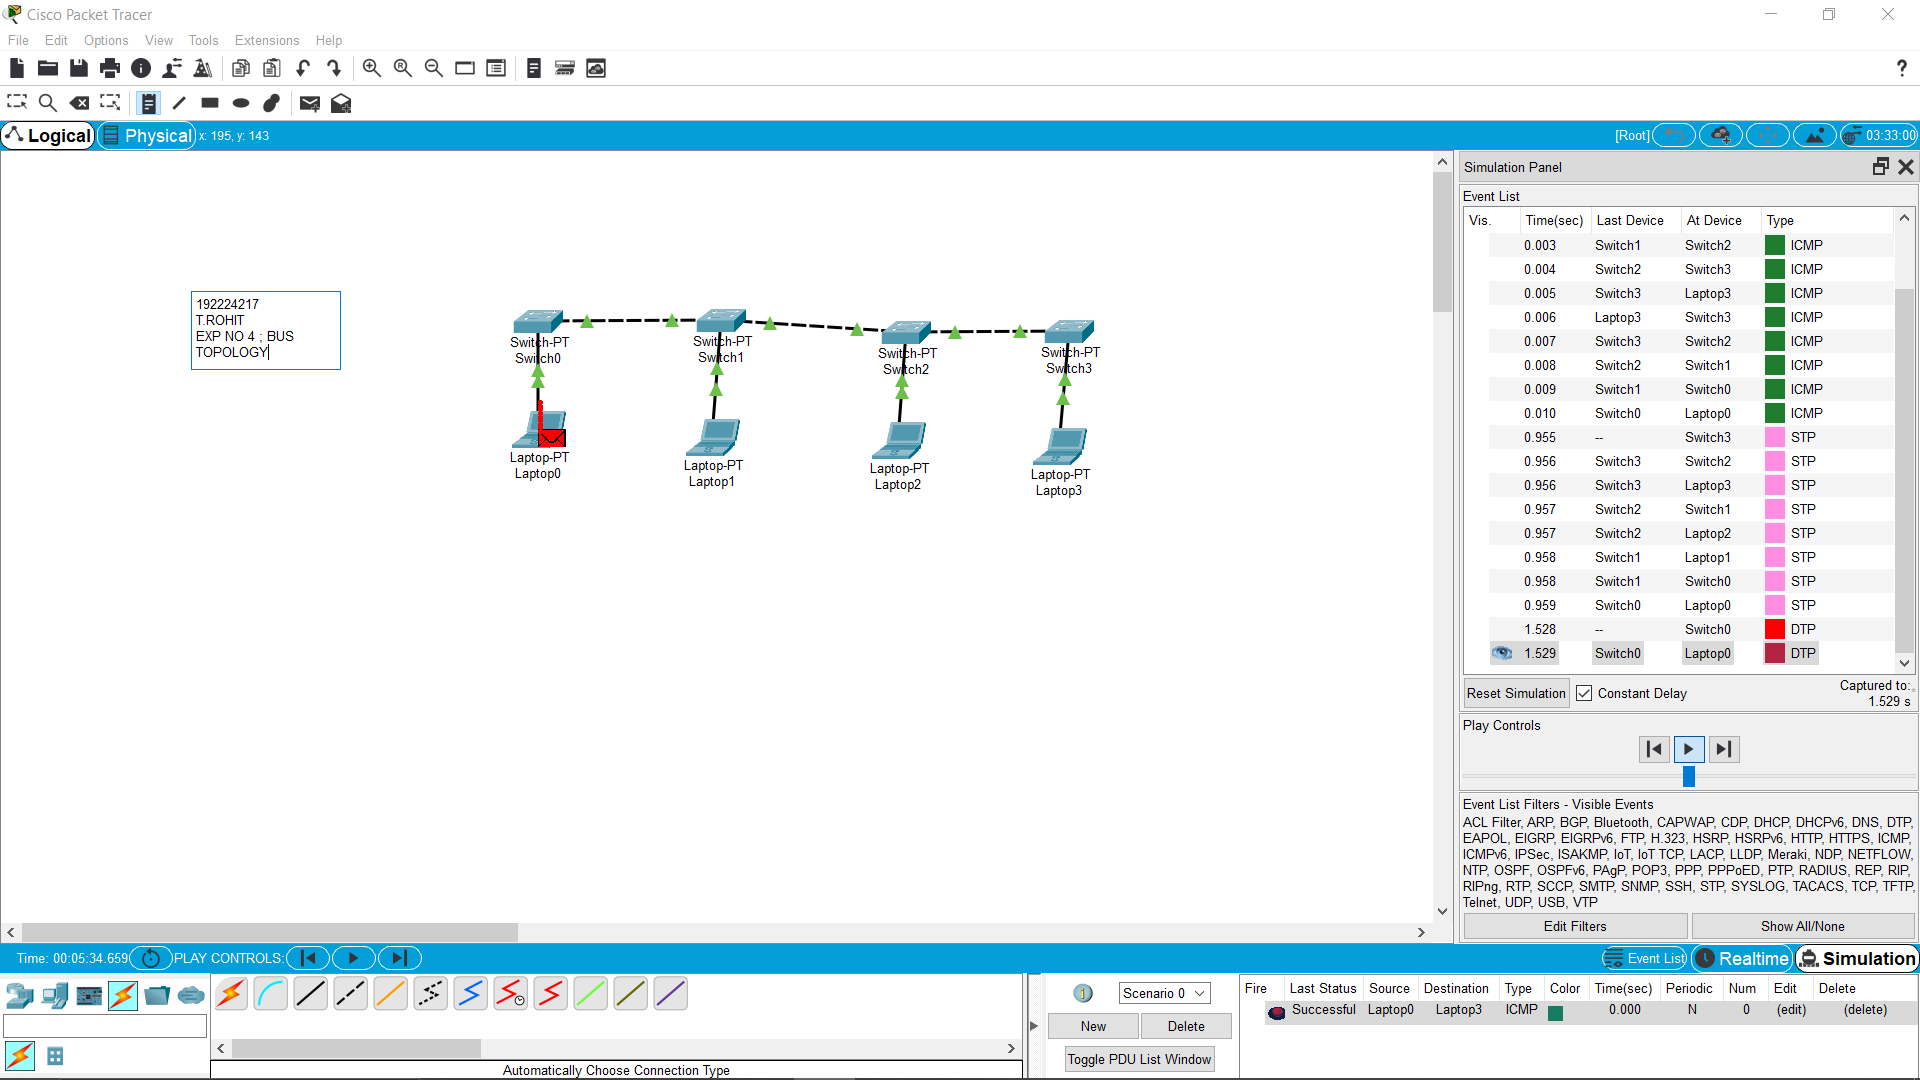 Cisco Packet Tracer
File Edit Options View Tools Extensions Help
Logical Physical x: 195, y: 143 [Root] 03:33:00
192224217
T.ROHIT
EXP NO 4 ; BUS
TOPOLOGY
Switch-PT
Switch0
Switch-PT
Switch1
Switch-PT
Switch2
Switch-PT
Switch3
Laptop-PT
Laptop0
Laptop-PT
Laptop1
Laptop-PT
Laptop2
Laptop-PT
Laptop3
Simulation Panel
Event List
Vis. Time(sec) Last Device At Device Type
0.003 Switch1 Switch2 ICMP
0.004 Switch2 Switch3 ICMP
0.005 Switch3 Laptop3 ICMP
0.006 Laptop3 Switch3 ICMP
0.007 Switch3 Switch2 ICMP
0.008 Switch2 Switch1 ICMP
0.009 Switch1 Switch0 ICMP
0.010 Switch0 Laptop0 ICMP
0.955 -- Switch3 STP
0.956 Switch3 Switch2 STP
0.956 Switch3 Laptop3 STP
0.957 Switch2 Switch1 STP
0.957 Switch2 Laptop2 STP
0.958 Switch1 Laptop1 STP
0.958 Switch1 Switch0 STP
0.959 Switch0 Laptop0 STP
1.528 -- Switch0 DTP
1.529 Switch0 Laptop0 DTP
Reset Simulation Constant Delay Captured to:
1.529 s
Play Controls
Event List Filters - Visible Events
ACL Filter, ARP, BGP, Bluetooth, CAPWAP, CDP, DHCP, DHCPv6, DNS, DTP,
EAPOL, EIGRP, EIGRPv6, FTP, H.323, HSRP, HSRPv6, HTTP, HTTPS, ICMP,
ICMPv6, IPSec, ISAKMP, IoT, IoT TCP, LACP, LLDP, Meraki, NDP, NETFLOW,
NTP, OSPF, OSPFv6, PAgP, POP3, PPP, PPPoED, PTP, RADIUS, REP, RIP,
RIPng, RTP, SCCP, SMTP, SNMP, SSH, STP, SYSLOG, TACACS, TCP, TFTP,
Telnet, UDP, USB, VTP
Edit Filters Show All/None
Time: 00:05:34.659 PLAY CONTROLS: Event List Realtime Simulation
Automatically Choose Connection Type
Scenario 0
New Delete
Toggle PDU List Window
Fire Last Status Source Destination Type Color Time(sec) Periodic Num Edit Delete
Successful Laptop0 Laptop3 ICMP 0.000 N 0 (edit) (delete)